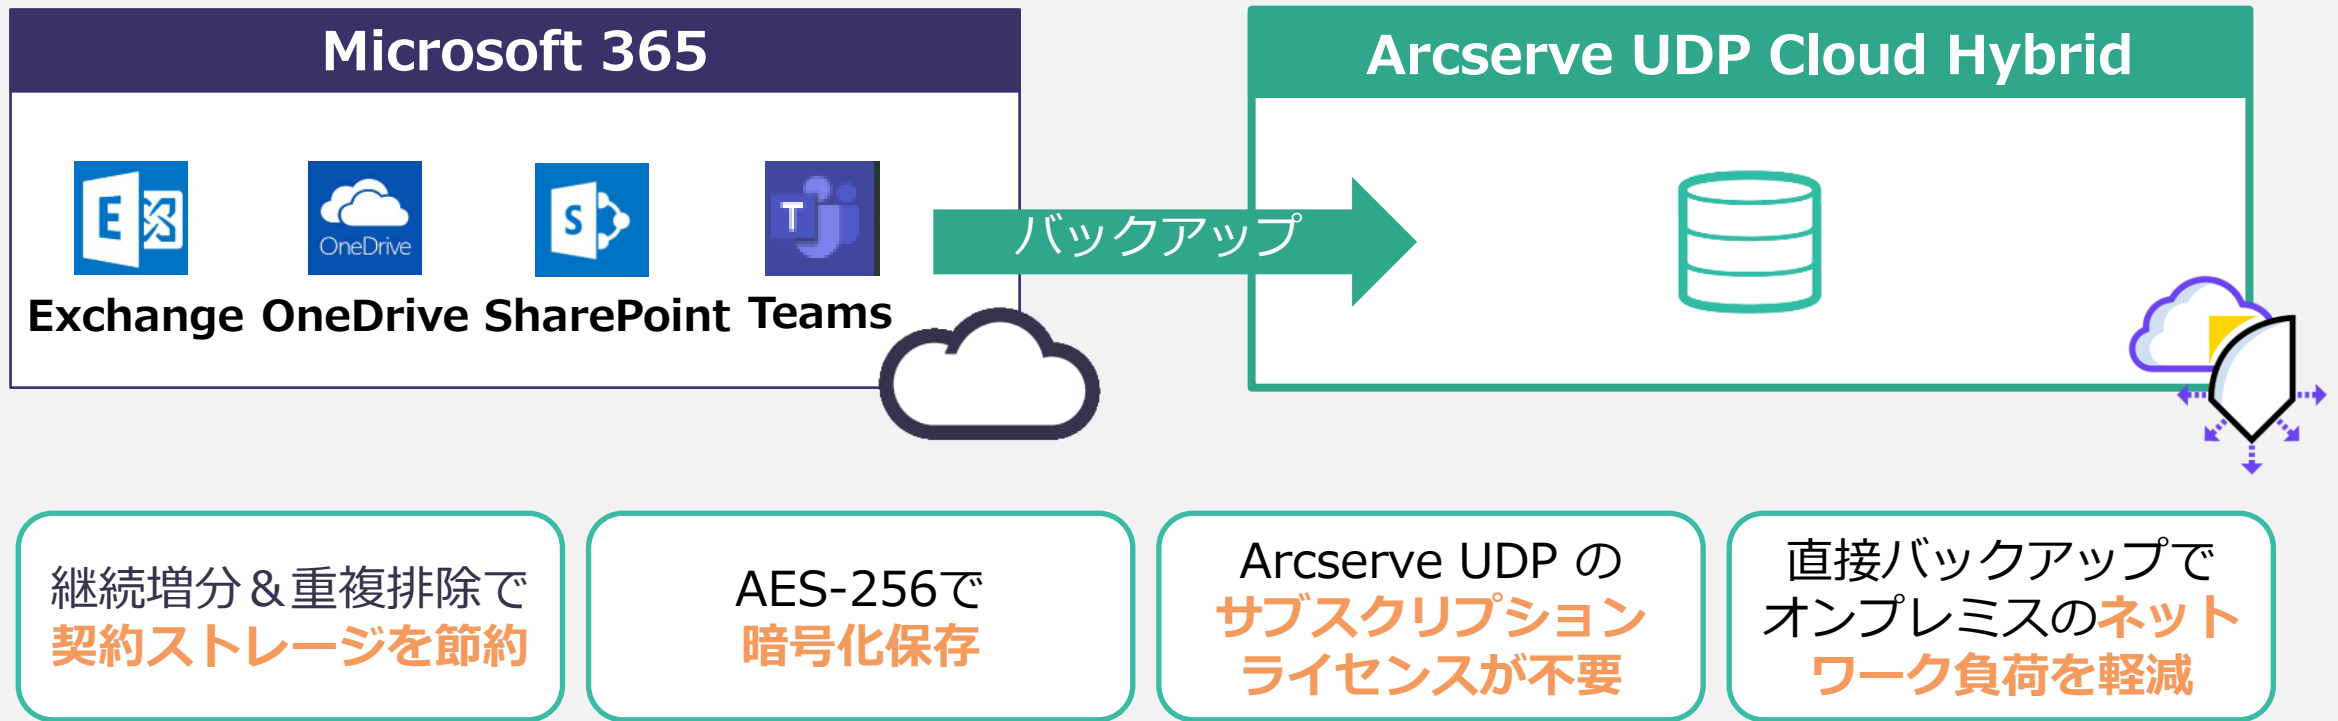 Microsoft 365
Arcserve UDP Cloud Hybrid
E
OneDrive
S
T
バックアップ
Exchange
OneDrive
SharePoint
Teams
継続増分＆重複排除で
契約ストレージを節約
AES-256で
暗号化保存
Arcserve UDP の
サブスクリプション
ライセンスが不要
直接バックアップで
オンプレミスのネット
ワーク負荷を軽減